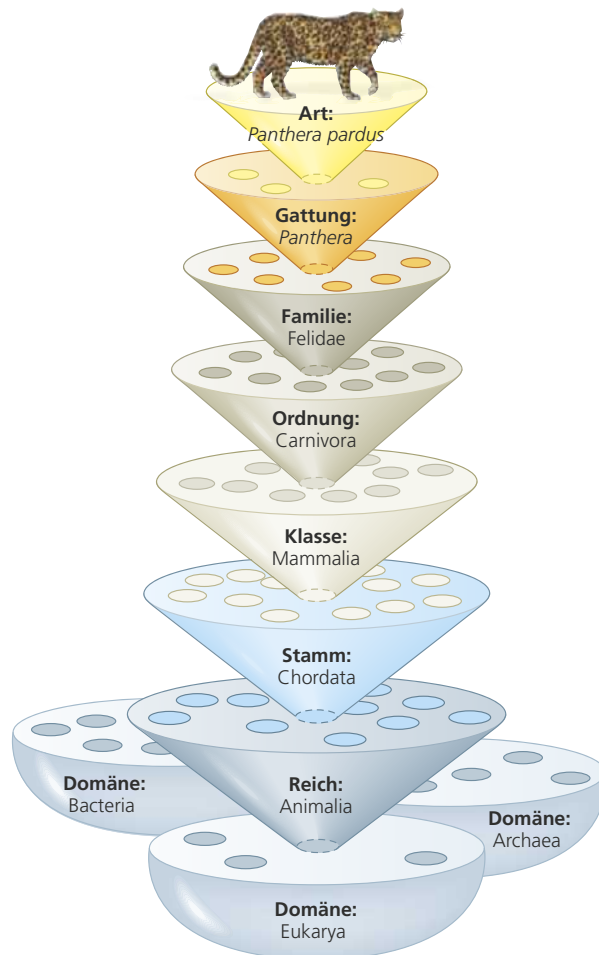 Art:
Panthera pardus
Gattung:
Panthera
Familie:
Felidae
Ordnung:
Carnivora
Klasse:
Mammalia
Stamm:
Chordata
Domäne:
Bacteria
Reich:
Animalia
Domäne:
Archaea
Domäne:
Eukarya